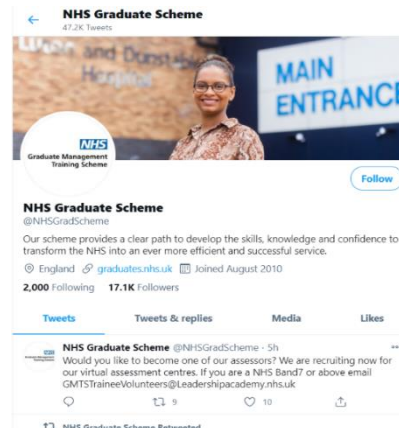 NHS Graduate Scheme
47.2K Tweets
Luton and Dunstable
Hospital
MAIN
ENTRANCE
NHS
Graduate Management
Training Scheme
Follow
NHS Graduate Scheme
@NHSGradScheme
Our scheme provides a clear path to develop the skills, knowledge and confidence to
transform the NHS into an ever more efficient and successful service.
England graduates.nhs.uk Joined August 2010
2,000 Following 17.1K Followers
Tweets Tweets & replies Media Likes
NHS Graduate Scheme @NHSGradScheme · 5h
Would you like to become one of our assessors? We are recruiting now for
our virtual assessment centres. If you are a NHS Band7 or above email
GMTSTraineeVolunteers@Leadershipacademy.nhs.uk
9 10
NHS Graduate Scheme Retweeted